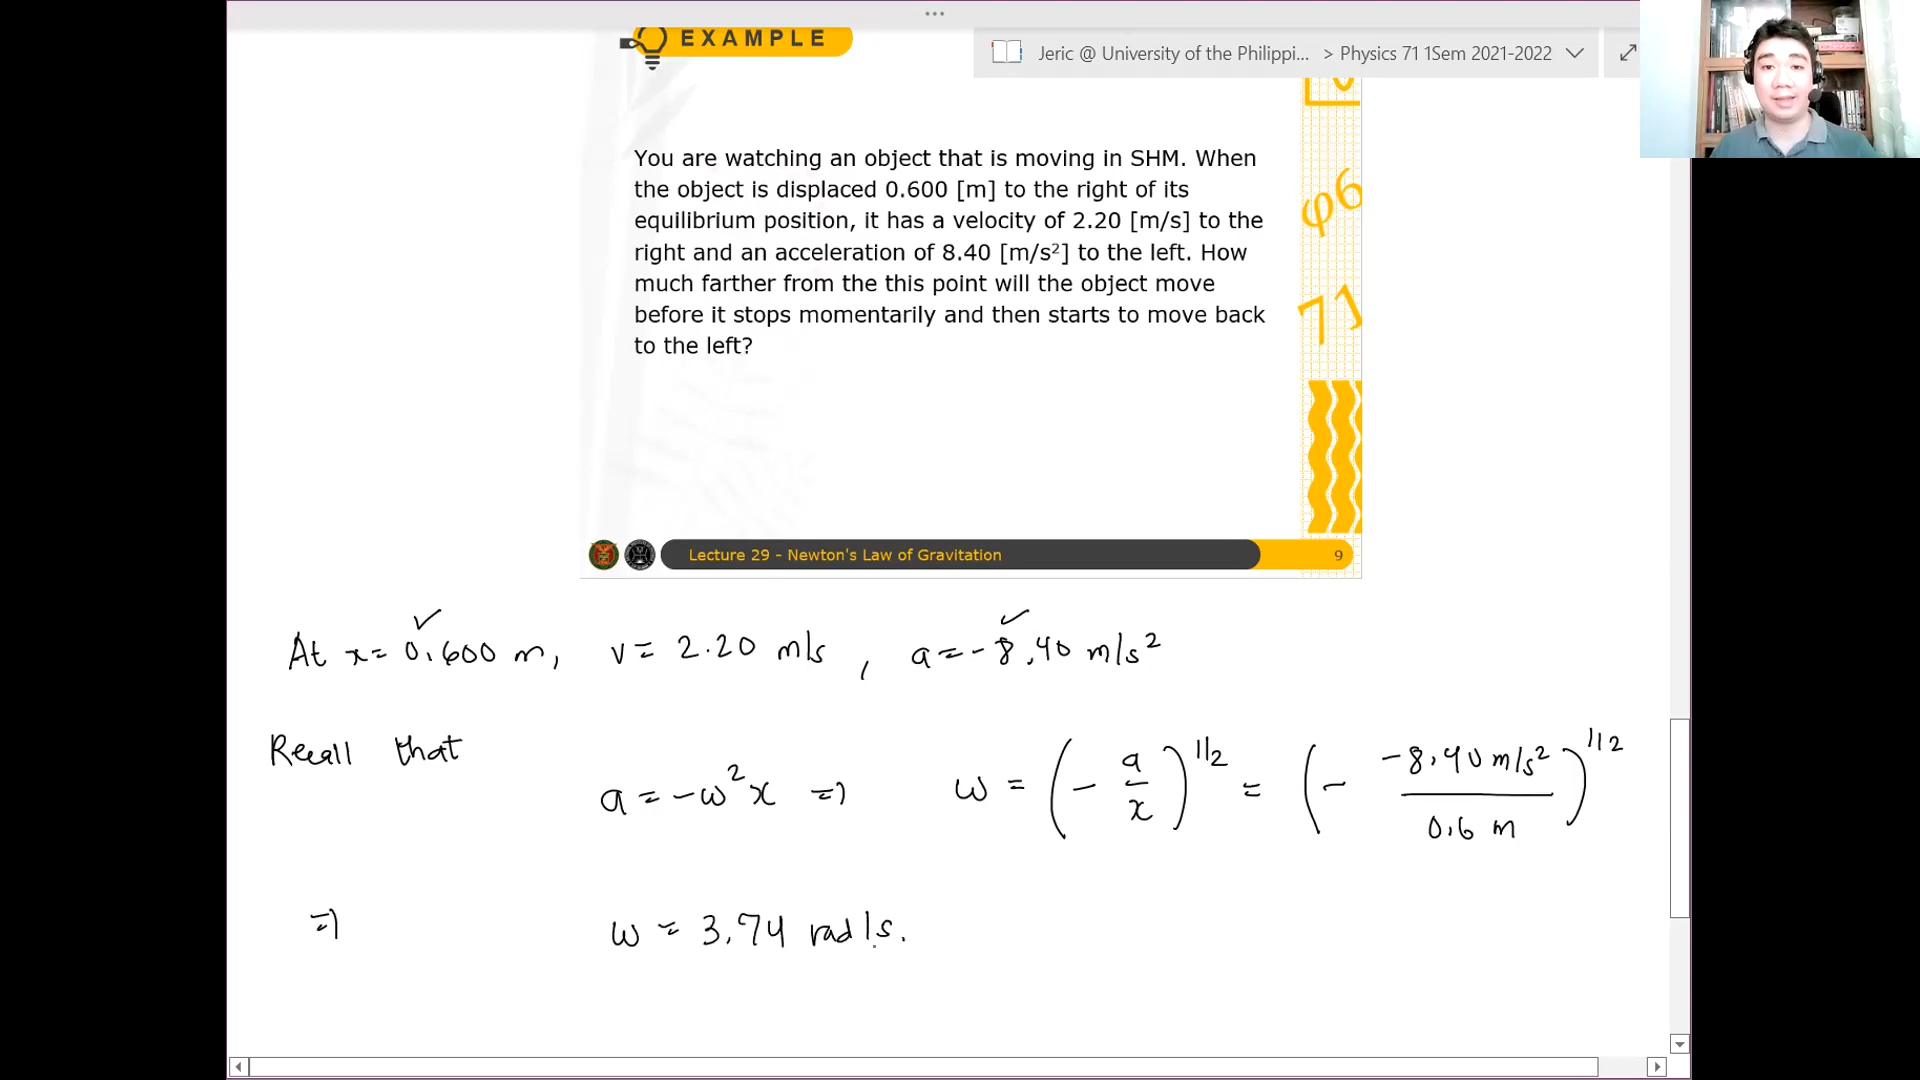 ...
EXAMPLE
Jeric @ University of the Philippi... > Physics 71 1Sem 2021-2022
You are watching an object that is moving in SHM. When
the object is displaced 0.600 [m] to the right of its
equilibrium position, it has a velocity of 2.20 [m/s] to the
right and an acceleration of 8.40 [m/s²] to the left. How
much farther from the this point will the object move
before it stops momentarily and then starts to move back
to the left?
φ6
71
Lecture 29 - Newton's Law of Gravitation 9
At x = 0.600 m, v = 2.20 m/s , a = -8.40 m/s²
Recall that
a = -ω²x ⇒ ω = (- a/x)^1/2 = (- -8.40 m/s² / 0.6 m)^1/2
⇒ ω = 3.74 rad/s.